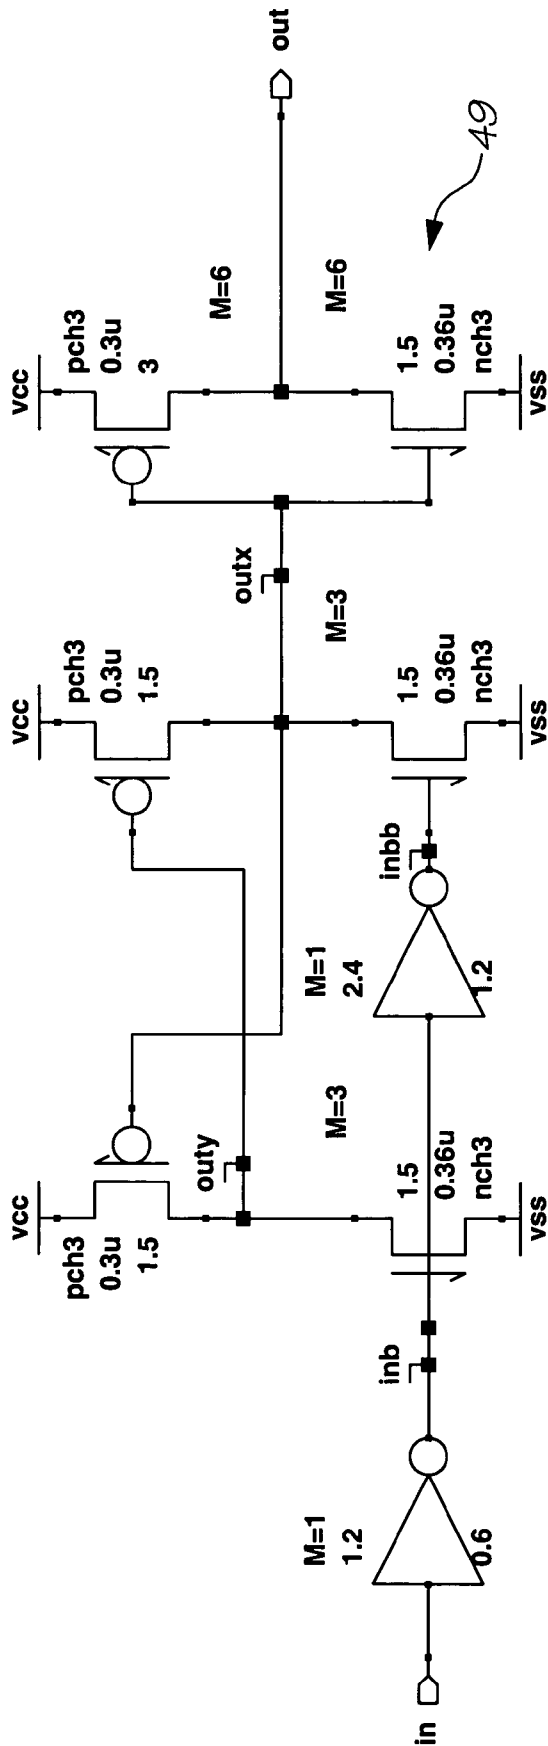 in
M=1
1.2
0.6
inb
vcc
pch3
0.3u
1.5
outy
M=3
1.5
0.36u
nch3
vss
M=1
2.4
1.2
inbb
vcc
pch3
0.3u
1.5
outx
M=3
1.5
0.36u
nch3
vss
vcc
pch3
0.3u
3
M=6
M=6
1.5
0.36u
nch3
vss
out
49